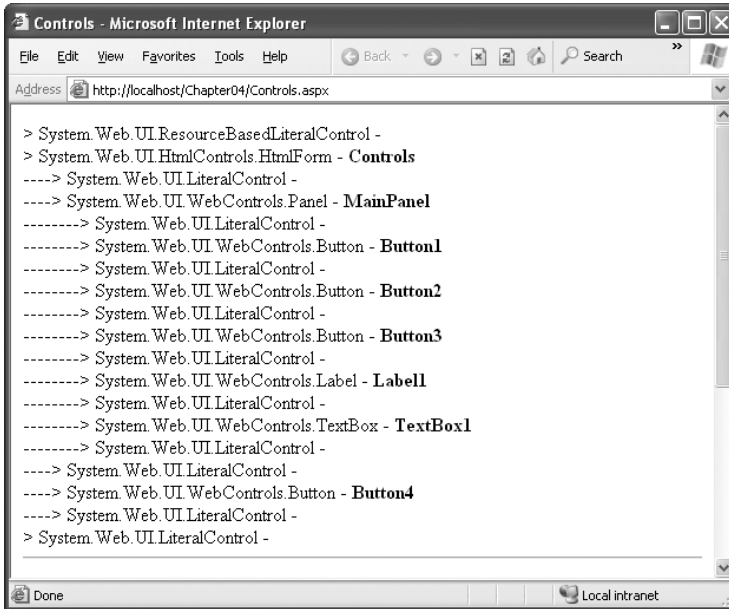 Controls - Microsoft Internet Explorer
File Edit View Favorites Tools Help Back Search »
Address http://localhost/Chapter04/Controls.aspx
> System.Web.UI.ResourceBasedLiteralControl -
> System.Web.UI.HtmlControls.HtmlForm - Controls
----> System.Web.UI.LiteralControl -
----> System.Web.UI.WebControls.Panel - MainPanel
--------> System.Web.UI.LiteralControl -
--------> System.Web.UI.WebControls.Button - Button1
--------> System.Web.UI.LiteralControl -
--------> System.Web.UI.WebControls.Button - Button2
--------> System.Web.UI.LiteralControl -
--------> System.Web.UI.WebControls.Button - Button3
--------> System.Web.UI.LiteralControl -
--------> System.Web.UI.WebControls.Label - Label1
--------> System.Web.UI.LiteralControl -
--------> System.Web.UI.WebControls.TextBox - TextBox1
--------> System.Web.UI.LiteralControl -
----> System.Web.UI.LiteralControl -
----> System.Web.UI.WebControls.Button - Button4
----> System.Web.UI.LiteralControl -
> System.Web.UI.LiteralControl -
Done Local intranet